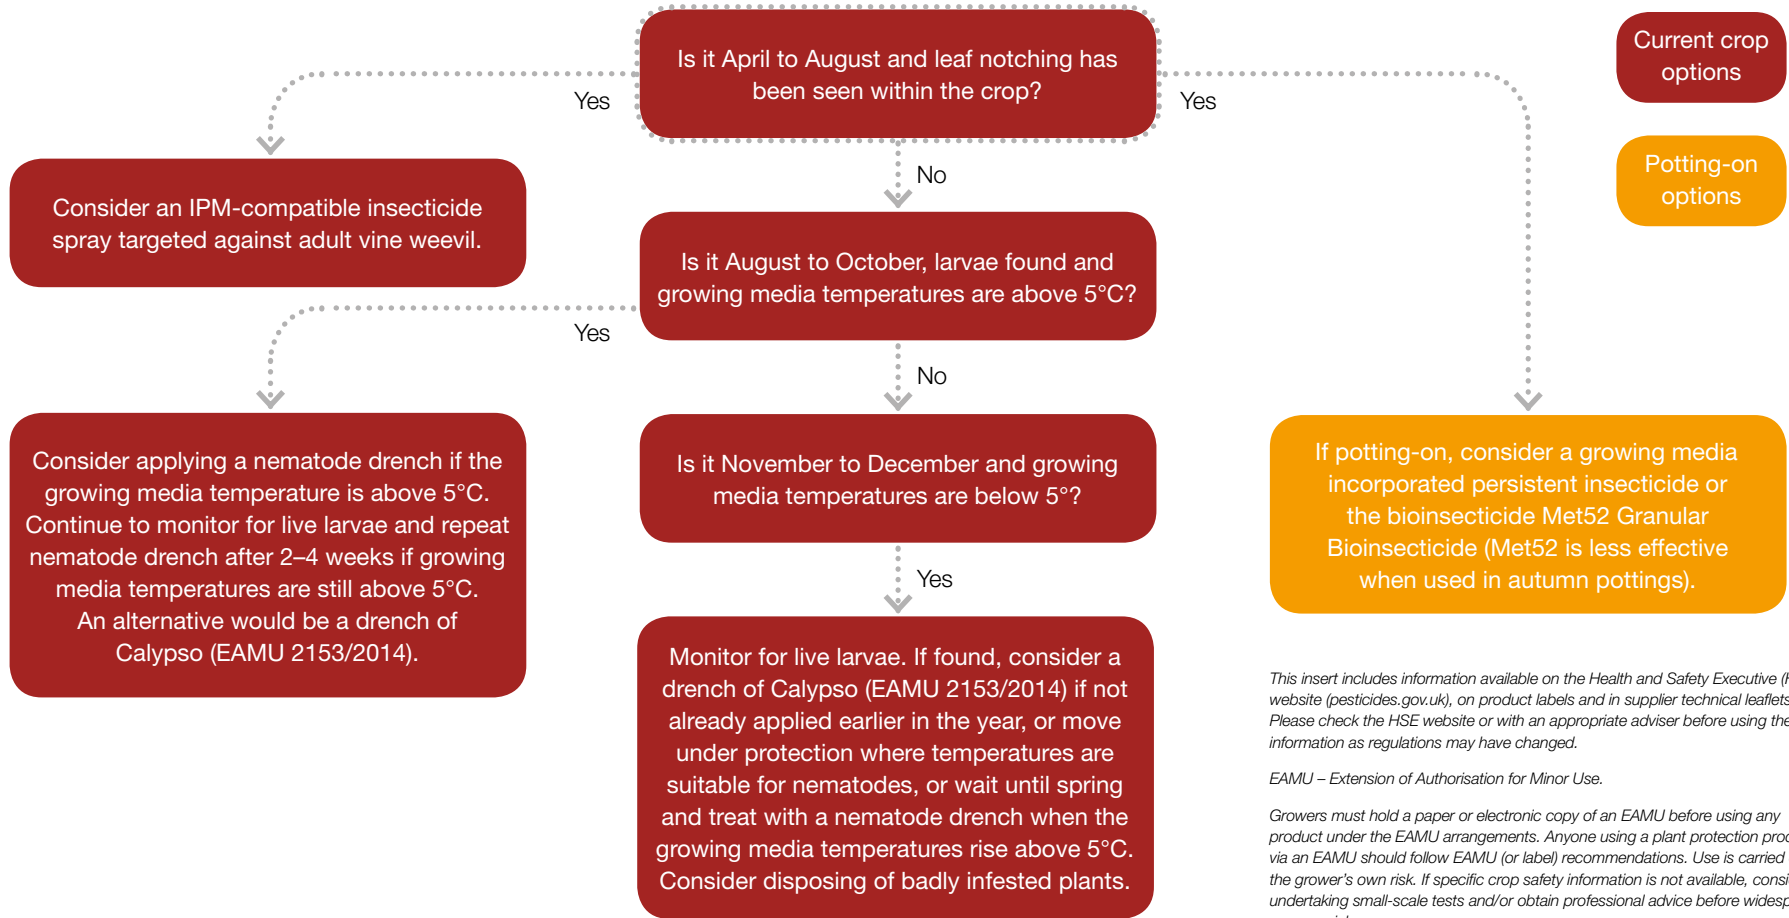 Is it April to August and leaf notching has
been seen within the crop?
Current crop
options
Yes
Yes
No
Potting-on
options
Consider an IPM-compatible insecticide
spray targeted against adult vine weevil.
Is it August to October, larvae found and
growing media temperatures are above 5°C?
Yes
No
Consider applying a nematode drench if the
growing media temperature is above 5°C.
Continue to monitor for live larvae and repeat
nematode drench after 2–4 weeks if growing
media temperatures are still above 5°C.
An alternative would be a drench of
Calypso (EAMU 2153/2014).
Is it November to December and growing
media temperatures are below 5°?
If potting-on, consider a growing media
incorporated persistent insecticide or
the bioinsecticide Met52 Granular
Bioinsecticide (Met52 is less effective
when used in autumn pottings).
Yes
Monitor for live larvae. If found, consider a
drench of Calypso (EAMU 2153/2014) if not
already applied earlier in the year, or move
under protection where temperatures are
suitable for nematodes, or wait until spring
and treat with a nematode drench when the
growing media temperatures rise above 5°C.
Consider disposing of badly infested plants.
This insert includes information available on the Health and Safety Executive
website (pesticides.gov.uk), on product labels and in supplier technical leaflets
Please check the HSE website or with an appropriate adviser before using the
information as regulations may have changed.
EAMU – Extension of Authorisation for Minor Use.
Growers must hold a paper or electronic copy of an EAMU before using any
product under the EAMU arrangements. Anyone using a plant protection
via an EAMU should follow EAMU (or label) recommendations. Use is carried
the grower's own risk. If specific crop safety information is not available,
undertaking small-scale tests and/or obtain professional advice before